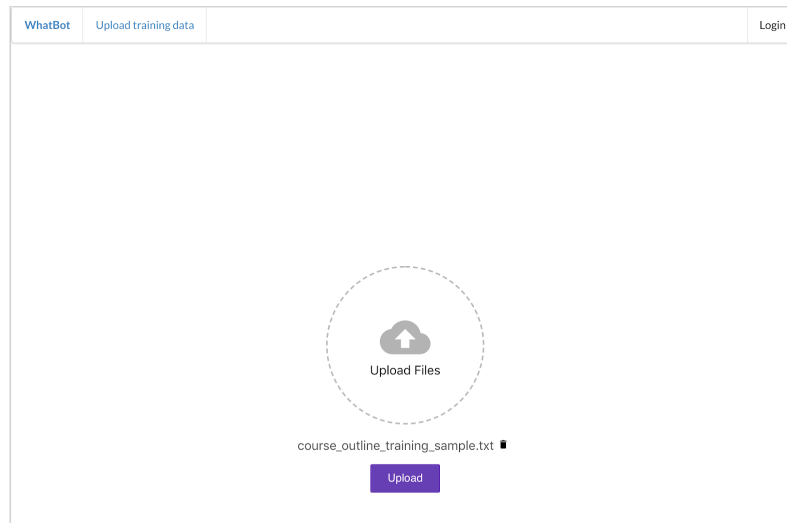 WhatBot Upload training data Login
Upload Files
course_outline_training_sample.txt
Upload